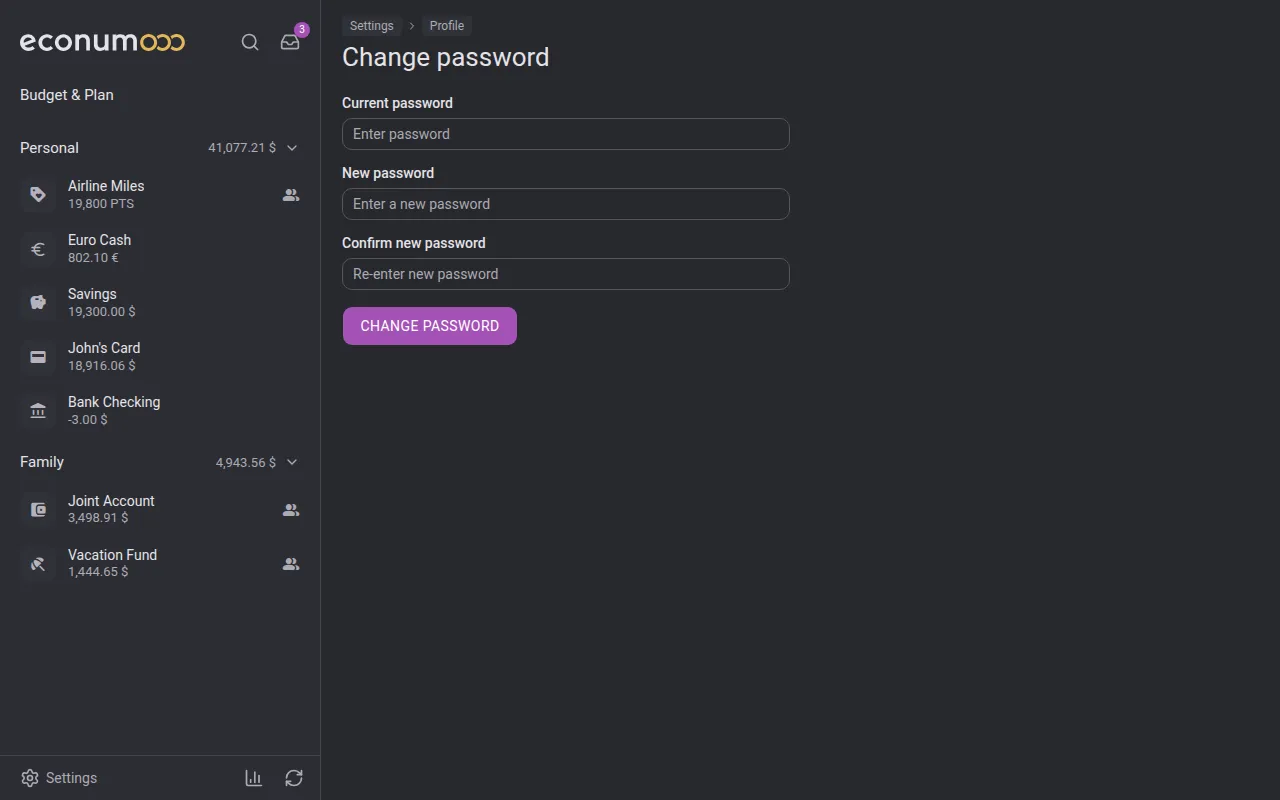 econumo
3
Budget & Plan
Personal 41,077.21 $
Airline Miles
19,800 PTS
Euro Cash
802.10 €
Savings
19,300.00 $
John's Card
18,916.06 $
Bank Checking
-3.00 $
Family 4,943.56 $
Joint Account
3,498.91 $
Vacation Fund
1,444.65 $
Settings
Settings > Profile
Change password
Current password
Enter password
New password
Enter a new password
Confirm new password
Re-enter new password
CHANGE PASSWORD